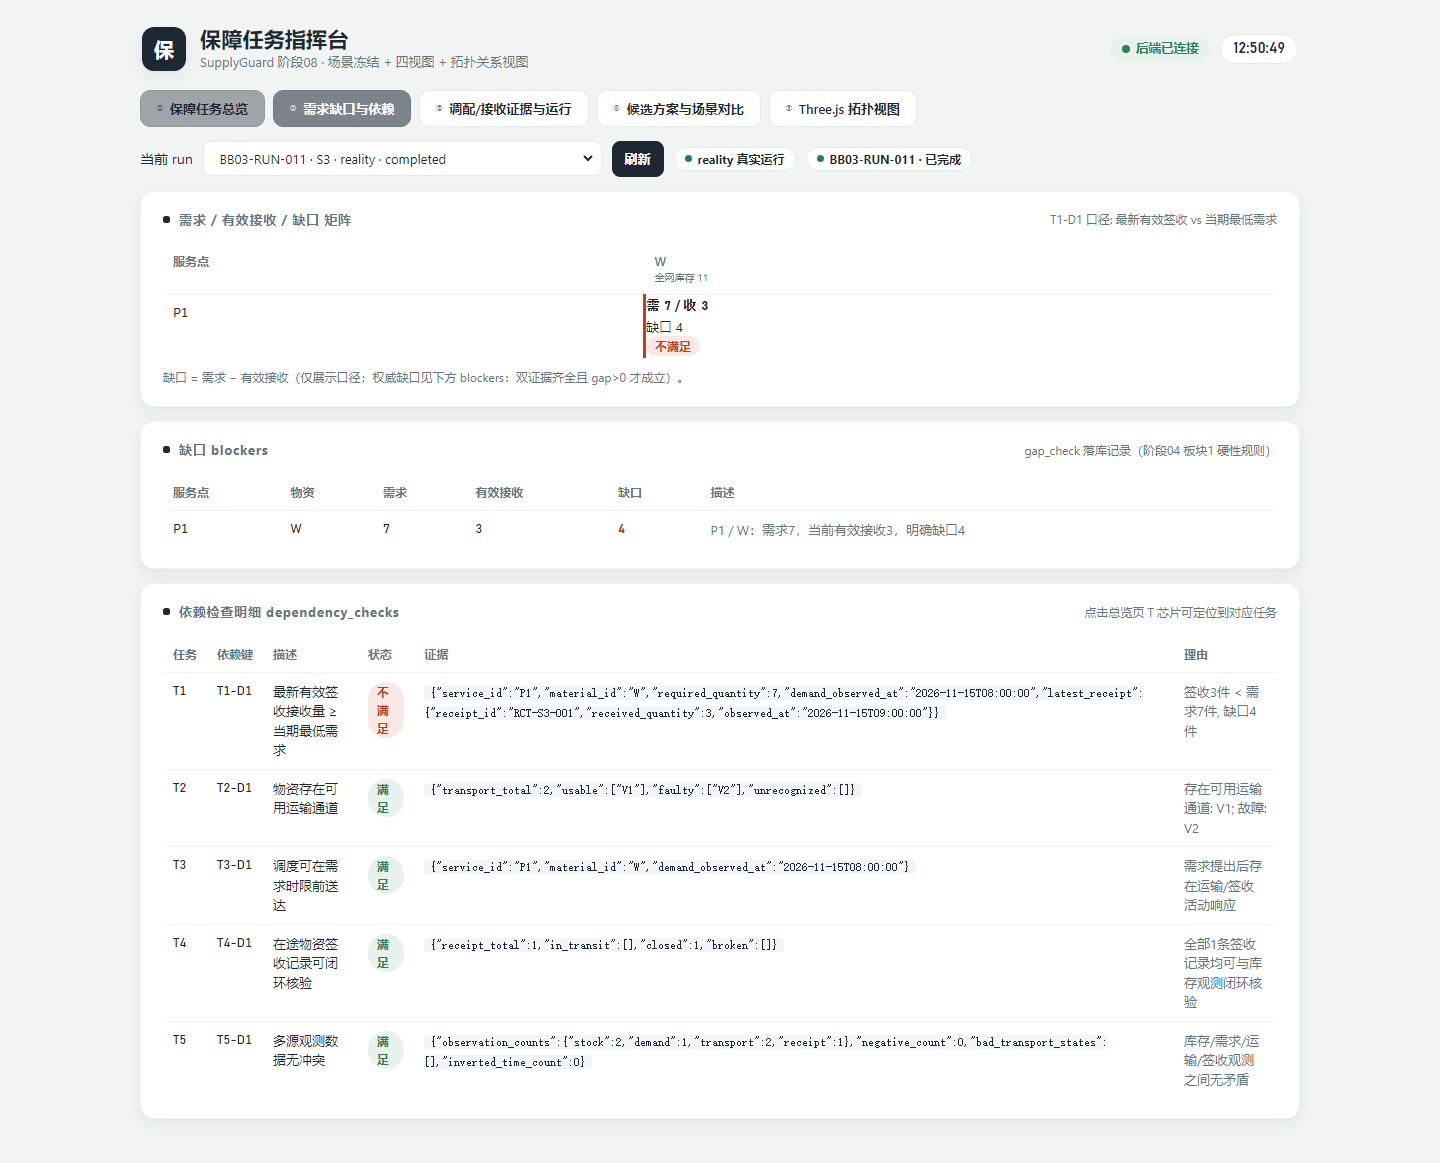 保
保障任务指挥台
SupplyGuard 阶段08 · 场景冻结 + 四视图 + 拓扑关系视图
后端已连接
12:50:49
保障任务总览
需求缺口与依赖
调配/接收证据与运行
候选方案与场景对比
Three.js 拓扑视图
当前 run
BB03-RUN-011 · S3 · reality · completed
刷新
reality 真实运行
BB03-RUN-011 · 已完成
需求 / 有效接收 / 缺口 矩阵
T1-D1 口径: 最新有效签收 vs 当期最低需求
服务点
W
全网库存 11
P1
需 7 / 收 3
缺口 4
不满足
缺口 = 需求 − 有效接收（仅展示口径；权威缺口见下方 blockers：双证据齐全且 gap>0 才成立）。
缺口 blockers
gap_check 落库记录（阶段04 板块1 硬性规则）
服务点 物资 需求 有效接收 缺口 描述
P1 W 7 3 4 P1 / W：需求7，当前有效接收3，明确缺口4
依赖检查明细 dependency_checks
点击总览页 T 芯片可定位到对应任务
任务 依赖键 描述 状态 证据 理由
T1
T1-D1
最新有效签
收接收量 ≥
当期最低需
求
不
满
足
{"service_id":"P1","material_id":"W","required_quantity":7,"demand_observed_at":"2026-11-15T08:00:00","latest_receipt":
{"receipt_id":"RCT-S3-001","received_quantity":3,"observed_at":"2026-11-15T09:00:00"}}
签收3件 < 需
求7件, 缺口4
件
T2
T2-D1
物资存在可
用运输通道
满
足
{"transport_total":2,"usable":["V1"],"faulty":["V2"],"unrecognized":[]}
存在可用运输
通道: V1; 故障:
V2
T3
T3-D1
调度可在需
求时限前送
达
满
足
{"service_id":"P1","material_id":"W","demand_observed_at":"2026-11-15T08:00:00"}
需求提出后存
在运输/签收
活动响应
T4
T4-D1
在途物资签
收记录可闭
环核验
满
足
{"receipt_total":1,"in_transit":[],"closed":1,"broken":[]}
全部1条签收
记录均可与库
存观测闭环核
验
T5
T5-D1
多源观测数
据无冲突
满
足
{"observation_counts":{"stock":2,"demand":1,"transport":2,"receipt":1},"negative_count":0,"bad_transport_states":
[],"inverted_time_count":0}
库存/需求/运
输/签收观测
之间无矛盾